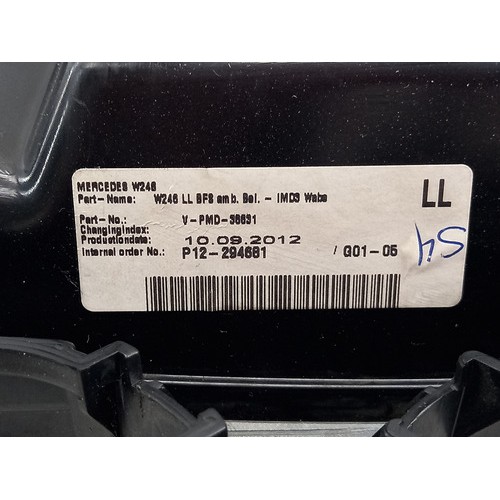 MERCEDES W246
Part-Name: W246 LL BFS amb. Bel. - IMD3 Wabe
LL
Part-No.: V-PMD-36631
Changingindex:
Productiondate: 10.09.2012
Internal order No.: P12-294681 / G01-05
S4